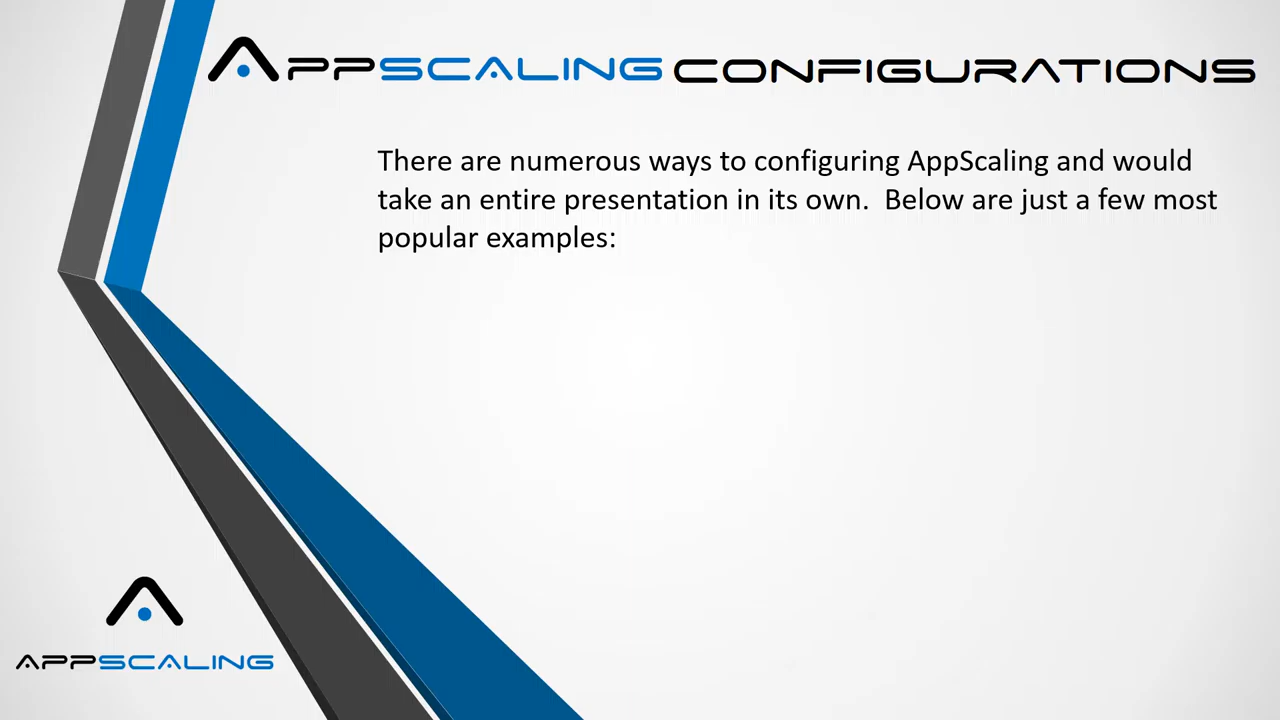 APPSCALING CONFIGURATIONS
There are numerous ways to configuring AppScaling and would
take an entire presentation in its own.  Below are just a few most
popular examples:
APPSCALING